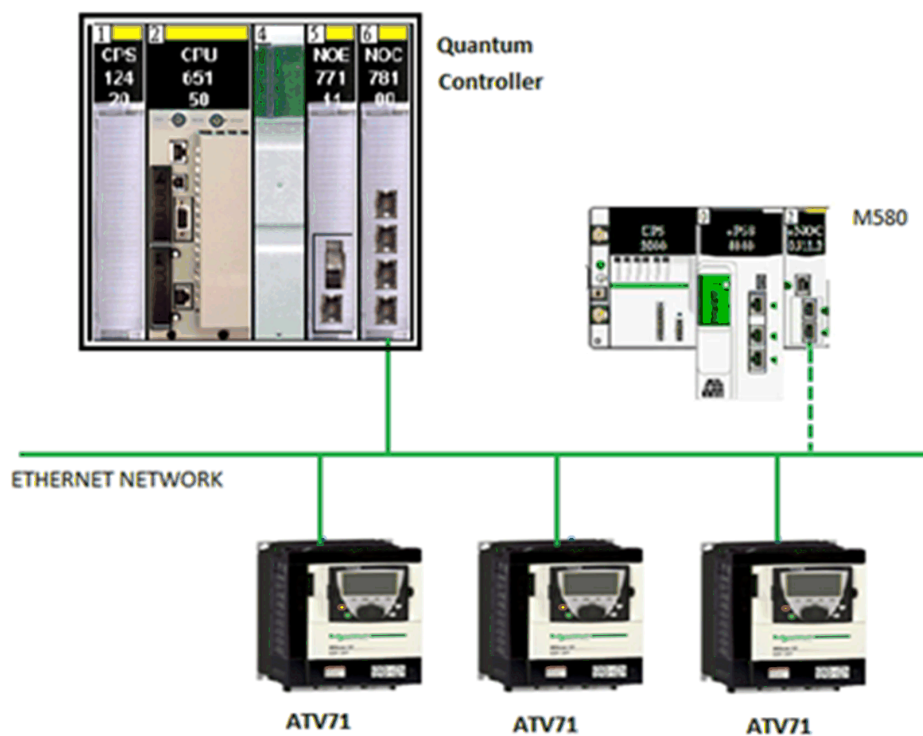 1 2 4 5 6
CPS CPU NOE NOC
124 651 771 781
20 50 11 00
Quantum
Controller
M580
CPS
ETHERNET NETWORK
ATV71 ATV71 ATV71